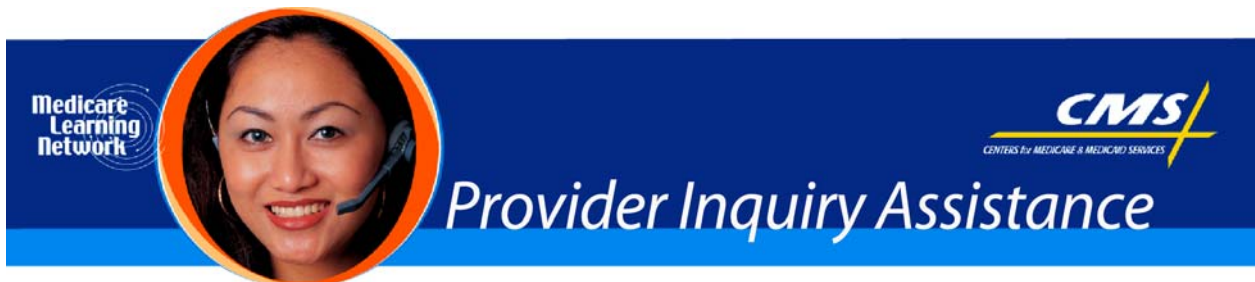 Medicare
Learning
Network
CMS
CENTERS for MEDICARE & MEDICAID SERVICES
Provider Inquiry Assistance